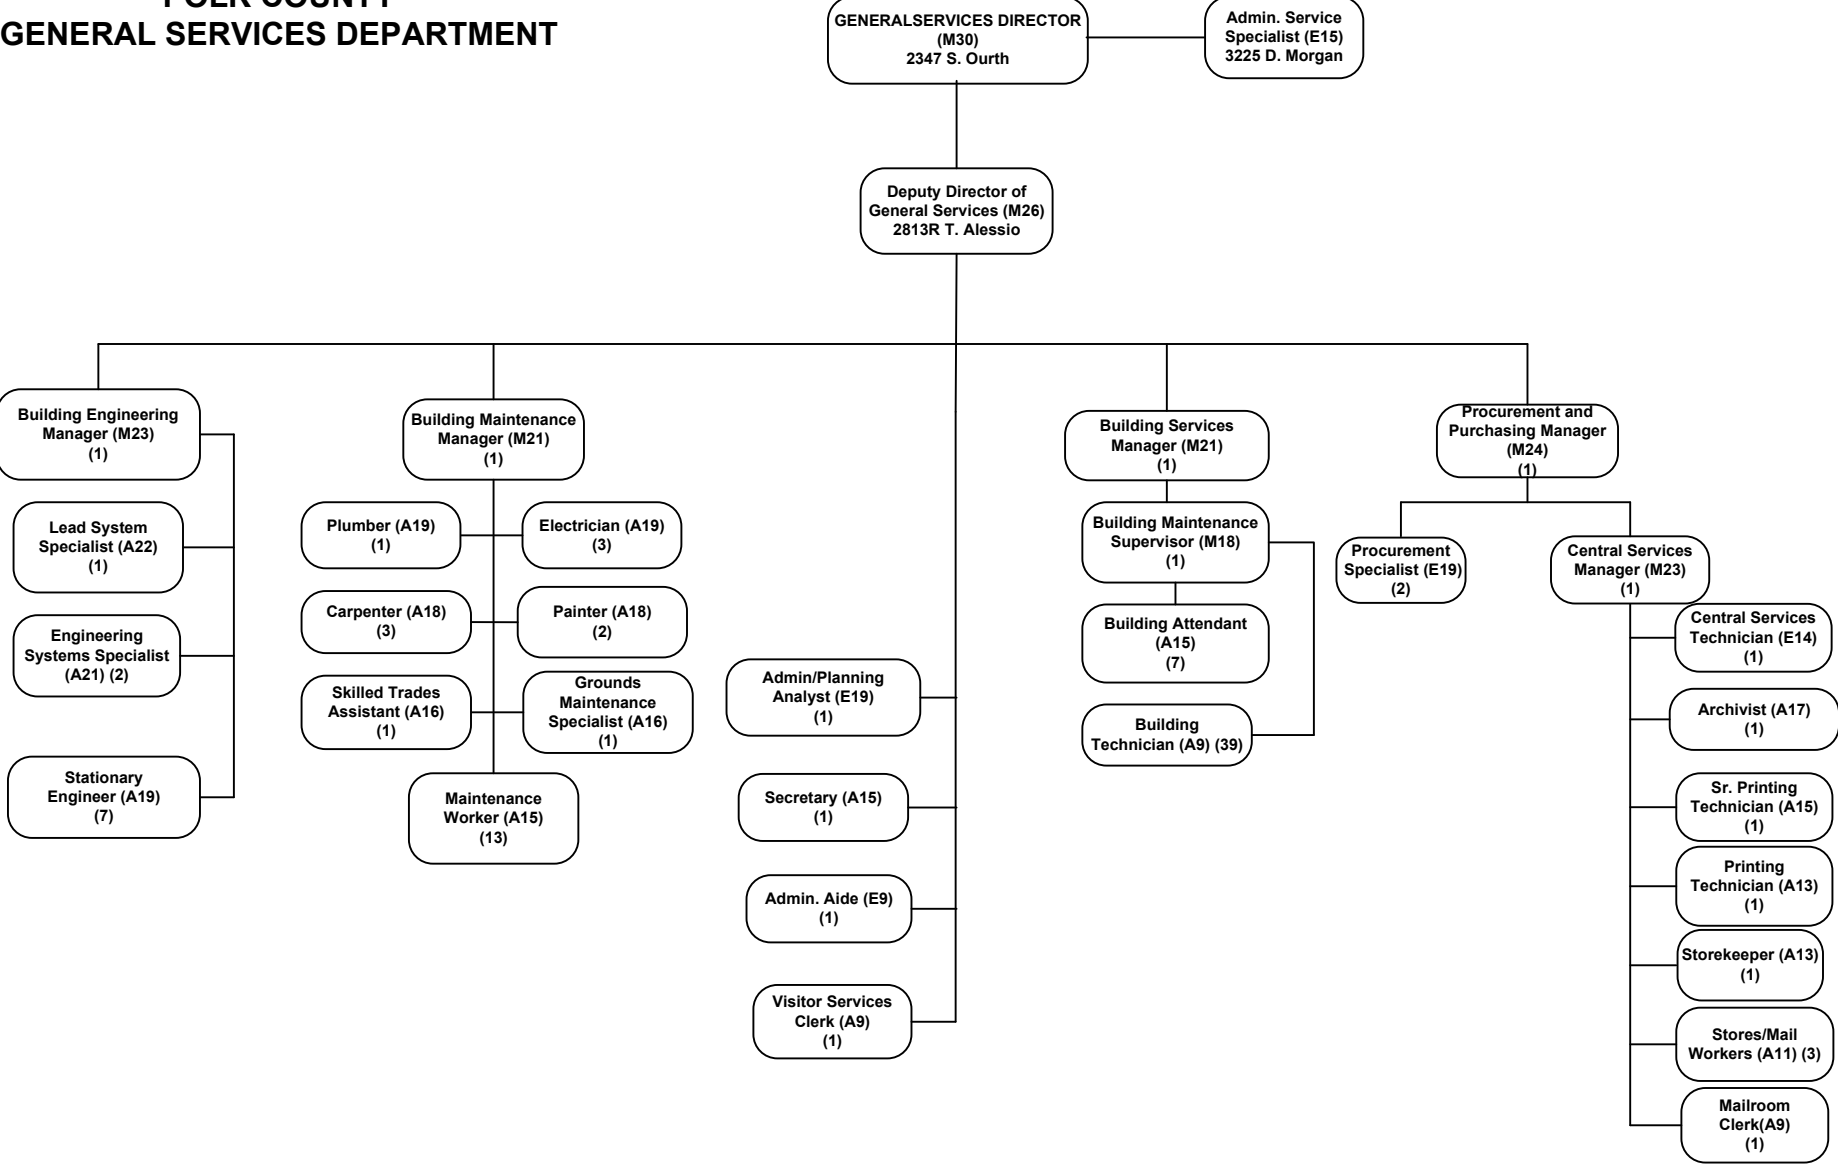 POLK COUNTY
GENERAL SERVICES DEPARTMENT
GENERALSERVICES DIRECTOR
(M30)
2347 S. Ourth
Admin. Service
Specialist (E15)
3225 D. Morgan
Deputy Director of
General Services (M26)
2813R T. Alessio
Building Engineering
Manager (M23)
(1)
Lead System
Specialist (A22)
(1)
Engineering
Systems Specialist
(A21) (2)
Stationary
Engineer (A19)
(7)
Building Maintenance
Manager (M21)
(1)
Plumber (A19)
(1)
Electrician (A19)
(3)
Carpenter (A18)
(3)
Painter (A18)
(2)
Skilled Trades
Assistant (A16)
(1)
Grounds
Maintenance
Specialist (A16)
(1)
Maintenance
Worker (A15)
(13)
Admin/Planning
Analyst (E19)
(1)
Secretary (A15)
(1)
Admin. Aide (E9)
(1)
Visitor Services
Clerk (A9)
(1)
Building Services
Manager (M21)
(1)
Building Maintenance
Supervisor (M18)
(1)
Building Attendant
(A15)
(7)
Building
Technician (A9) (39)
Procurement and
Purchasing Manager
(M24)
(1)
Procurement
Specialist (E19)
(2)
Central Services
Manager (M23)
(1)
Central Services
Technician (E14)
(1)
Archivist (A17)
(1)
Sr. Printing
Technician (A15)
(1)
Printing
Technician (A13)
(1)
Storekeeper (A13)
(1)
Stores/Mail
Workers (A11) (3)
Mailroom
Clerk(A9)
(1)